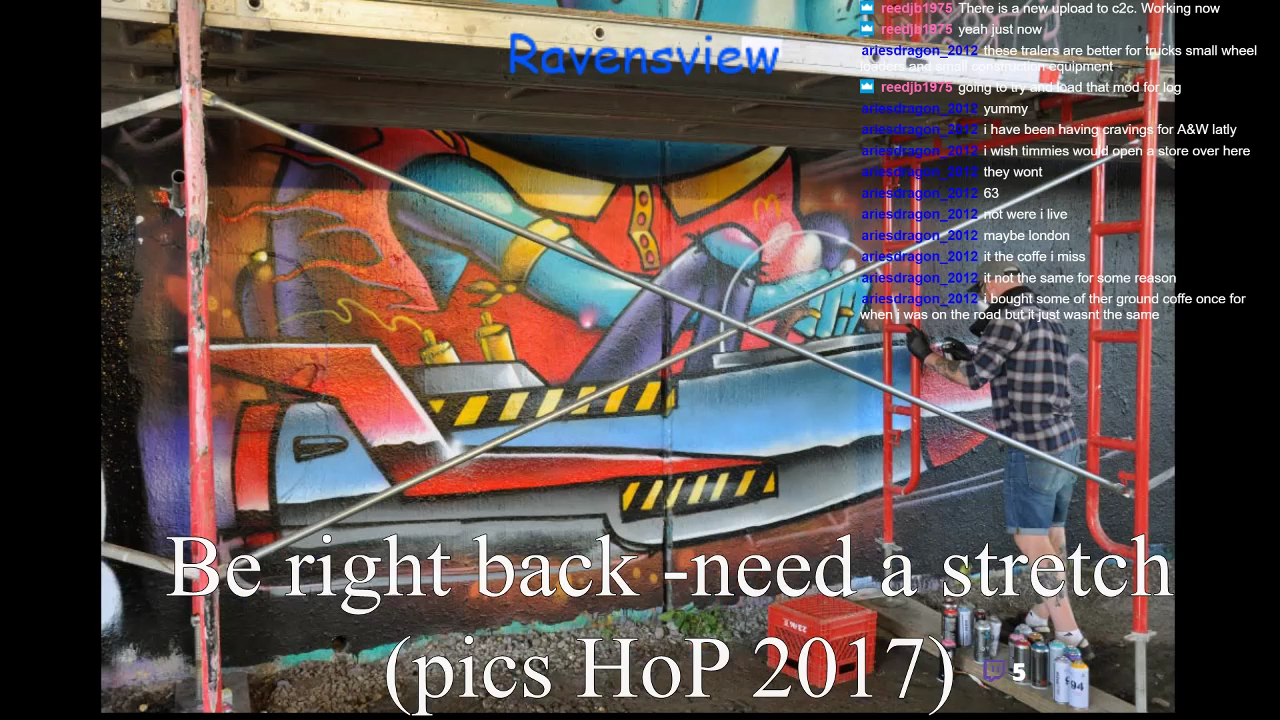 reedjb1975 There is a new upload to c2c. Working now
reedjb1975 yeah just now
Ravensview
ariesdragon_2012 these tralers are better for trucks small wheel
loaders and small construction equipment
reedjb1975 going to try and load that mod for log
ariesdragon_2012 yummy
ariesdragon_2012 i have been having cravings for A&W latly
ariesdragon_2012 i wish timmies would open a store over here
ariesdragon_2012 they wont
ariesdragon_2012 63
ariesdragon_2012 not were i live
ariesdragon_2012 maybe london
ariesdragon_2012 it the coffe i miss
ariesdragon_2012 it not the same for some reason
ariesdragon_2012 i bought some of ther ground coffe once for
when i was on the road but it just wasnt the same
Be right back -need a stretch
(pics HoP 2017)
5
94